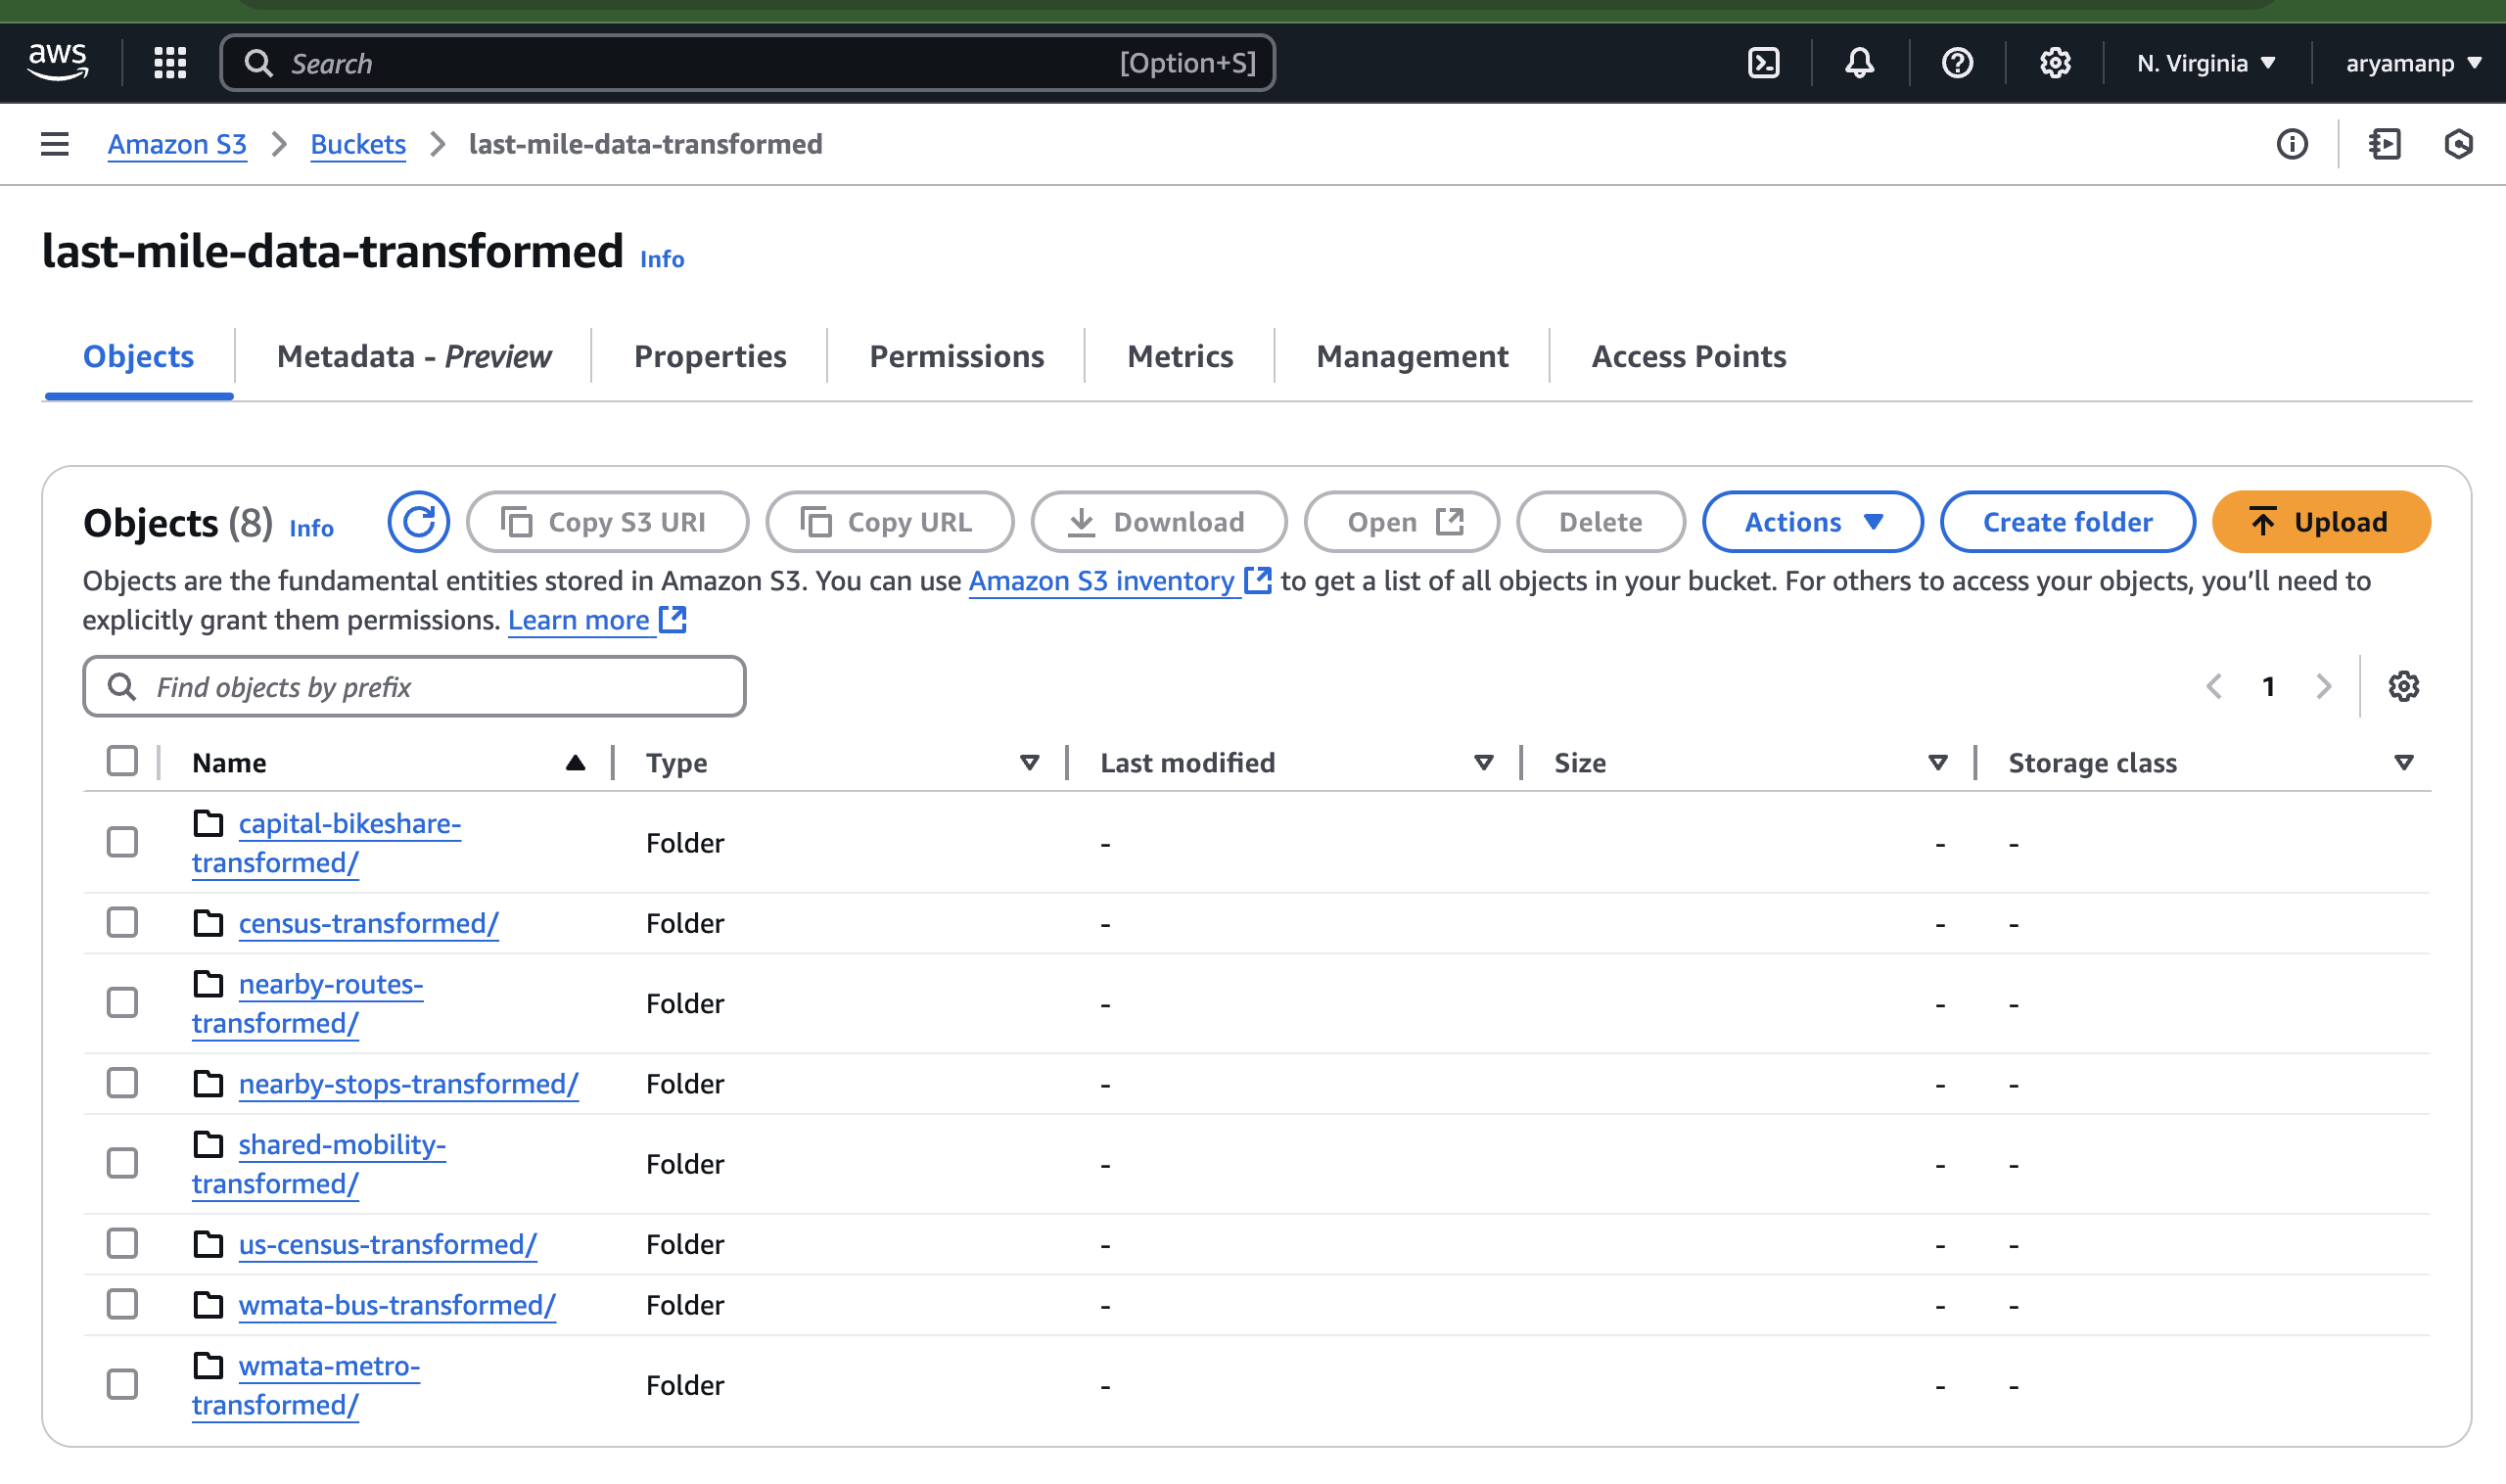 aws
Search [Option+S] N. Virginia aryamanp
Amazon S3 Buckets last-mile-data-transformed
last-mile-data-transformed Info
Objects Metadata - Preview Properties Permissions Metrics Management Access Points
Objects (8) Info Copy S3 URI Copy URL Download Open Delete Actions Create folder Upload
Objects are the fundamental entities stored in Amazon S3. You can use Amazon S3 inventory to get a list of all objects in your bucket. For others to access your objects, you’ll need to
explicitly grant them permissions. Learn more
Find objects by prefix 1
Name Type Last modified Size Storage class
capital-bikeshare-
transformed/ Folder - - -
census-transformed/ Folder - - -
nearby-routes-
transformed/ Folder - - -
nearby-stops-transformed/ Folder - - -
shared-mobility-
transformed/ Folder - - -
us-census-transformed/ Folder - - -
wmata-bus-transformed/ Folder - - -
wmata-metro-
transformed/ Folder - - -